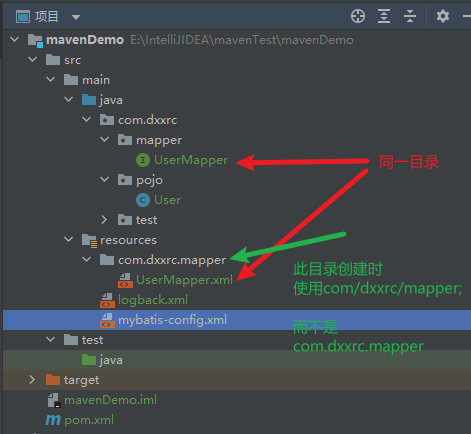 项目
mavenDemo E:\IntelliJIDEA\mavenTest\mavenDemo
src
main
java
com.dxxrc
mapper
UserMapper
同一目录
pojo
User
test
resources
com.dxxrc.mapper
UserMapper.xml
此目录创建时
使用com/dxxrc/mapper;
logback.xml
mybatis-config.xml
而不是
com.dxxrc.mapper
test
java
target
mavenDemo.iml
pom.xml